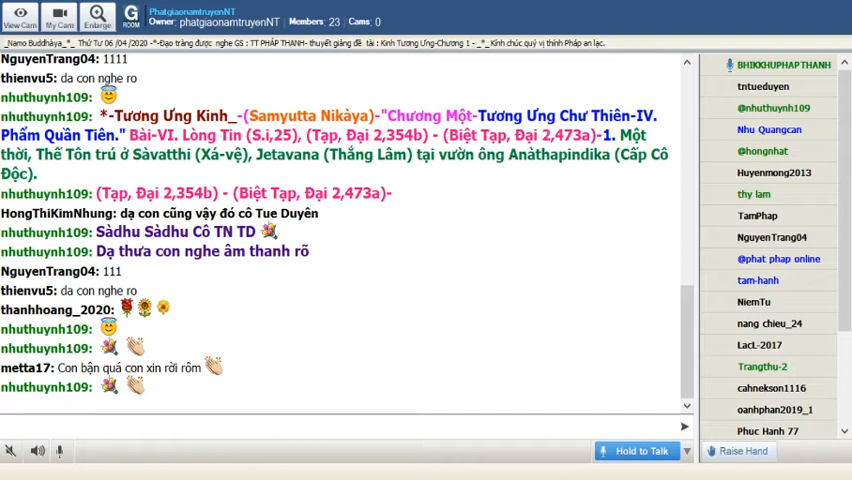 View Cam
My Cam
Enlarge
G
ROOM
PhatgiaonamtruyenNT
Owner: phatgiaonamtruyenNT Members: 23 Cams: 0
_Namo Buddhàya_*_ Thứ Tư 06 /04 /2020 -*-Đạo tràng được nghe GS : TT PHÁP THANH- thuyết giảng đề tài : Kinh Tương Ưng-Chương 1 - _*_ Kính chúc quý vị thính Pháp an lạc.
NguyenTrang04: 1111
thienvu5: da con nghe ro
nhuthuynh109:
nhuthuynh109: *-Tương Ưng Kinh_-(Samyutta Nikàya)-"Chương Một-Tương Ưng Chư Thiên-IV.
Phẩm Quần Tiên." Bài-VI. Lòng Tin (S.i,25), (Tạp, Đại 2,354b) - (Biệt Tạp, Đại 2,473a)-1. Một
thời, Thế Tôn trú ở Sàvatthi (Xá-vệ), Jetavana (Thắng Lâm) tại vườn ông Anàthapindika (Cấp Cô
Độc).
nhuthuynh109: (Tạp, Đại 2,354b) - (Biệt Tạp, Đại 2,473a)-
HongThiKimNhung: dạ con cũng vậy đó cô Tue Duyên
nhuthuynh109: Sàdhu Sàdhu Cô TN TD
nhuthuynh109: Dạ thưa con nghe âm thanh rõ
NguyenTrang04: 111
thienvu5: da con nghe ro
thanhhoang_2020:
nhuthuynh109:
nhuthuynh109:
metta17: Con bận quá con xin rời rôm
nhuthuynh109:
BHIKKHUPHAPTHANH
tntueduyen
@nhuthuynh109
Nhu Quangcan
@hongnhat
Huyenmong2013
thy lam
TamPhap
NguyenTrang04
@phat phap online
tam-hanh
NiemTu
nang chieu_24
LacL-2017
Trangthu-2
cahnekson1116
oanhphan2019_1
Phuc Hanh 77
Hold to Talk
Raise Hand